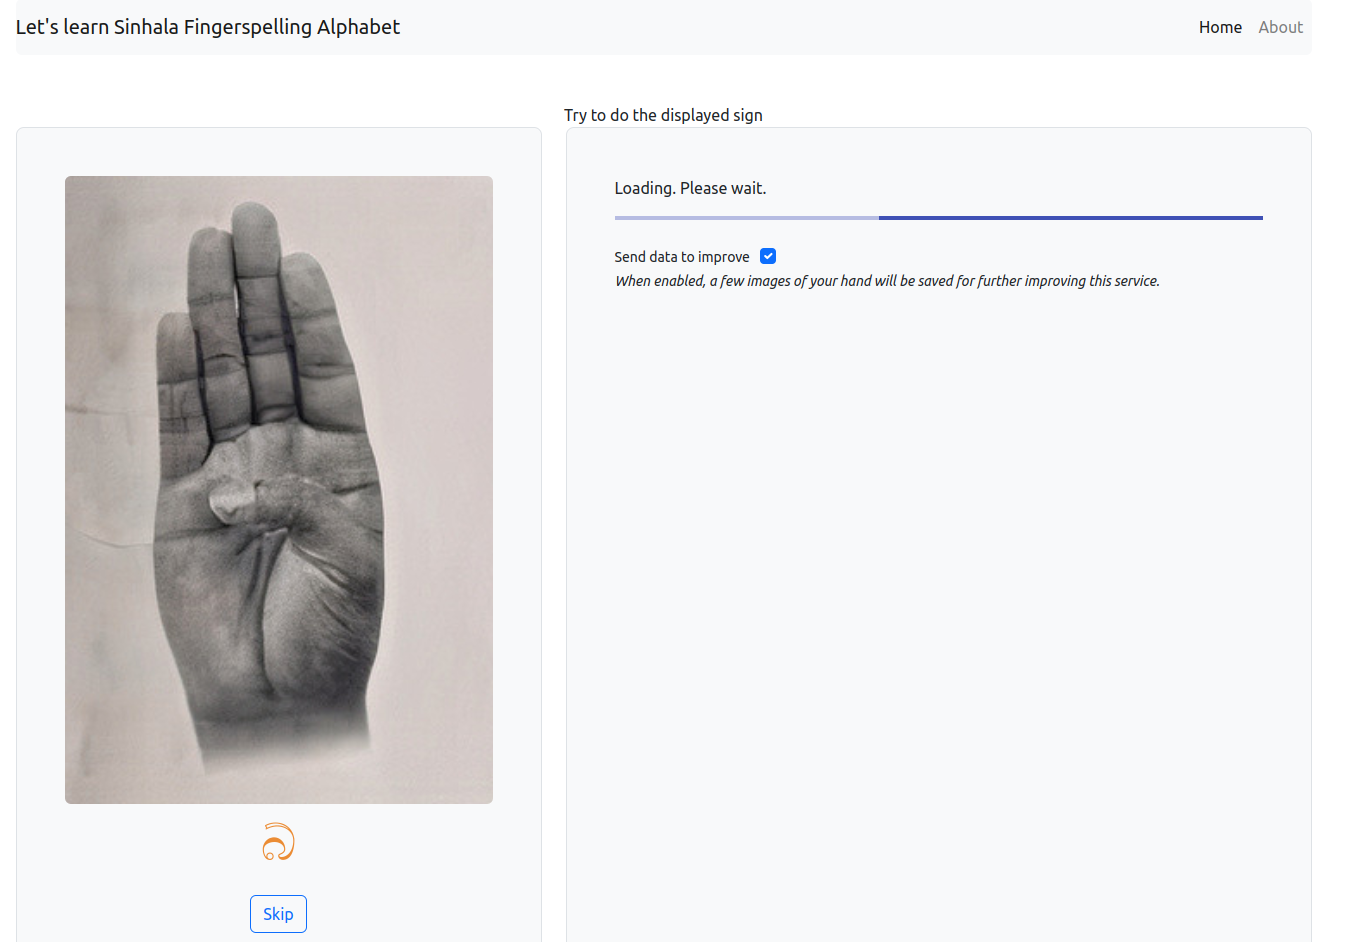 Let's learn Sinhala Fingerspelling Alphabet
Home
About
Try to do the displayed sign
Loading. Please wait.
Send data to improve
When enabled, a few images of your hand will be saved for further improving this service.
ත
Skip